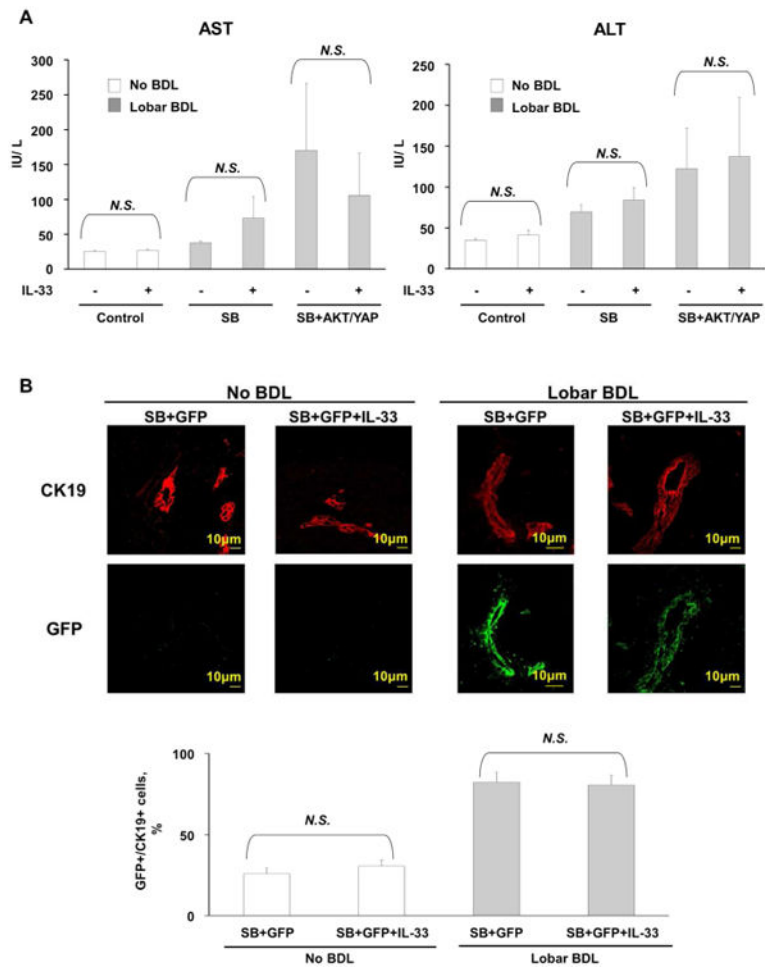 A
AST
ALT
N.S.
N.S.
N.S.
N.S.
N.S.
N.S.
No BDL
Lobar BDL
No BDL
Lobar BDL
IU/ L
300
250
200
150
100
50
0
IU/ L
250
200
150
100
50
0
IL-33 - + - + - +
Control SB SB+AKT/YAP
IL-33 - + - + - +
Control SB SB+AKT/YAP
B
No BDL Lobar BDL
SB+GFP SB+GFP+IL-33 SB+GFP SB+GFP+IL-33
CK19
10μm 10μm 10μm 10μm
GFP
10μm 10μm 10μm 10μm
GFP+/CK19+ cells,
%
100
50
0
N.S.
N.S.
SB+GFP SB+GFP+IL-33 SB+GFP SB+GFP+IL-33
No BDL Lobar BDL